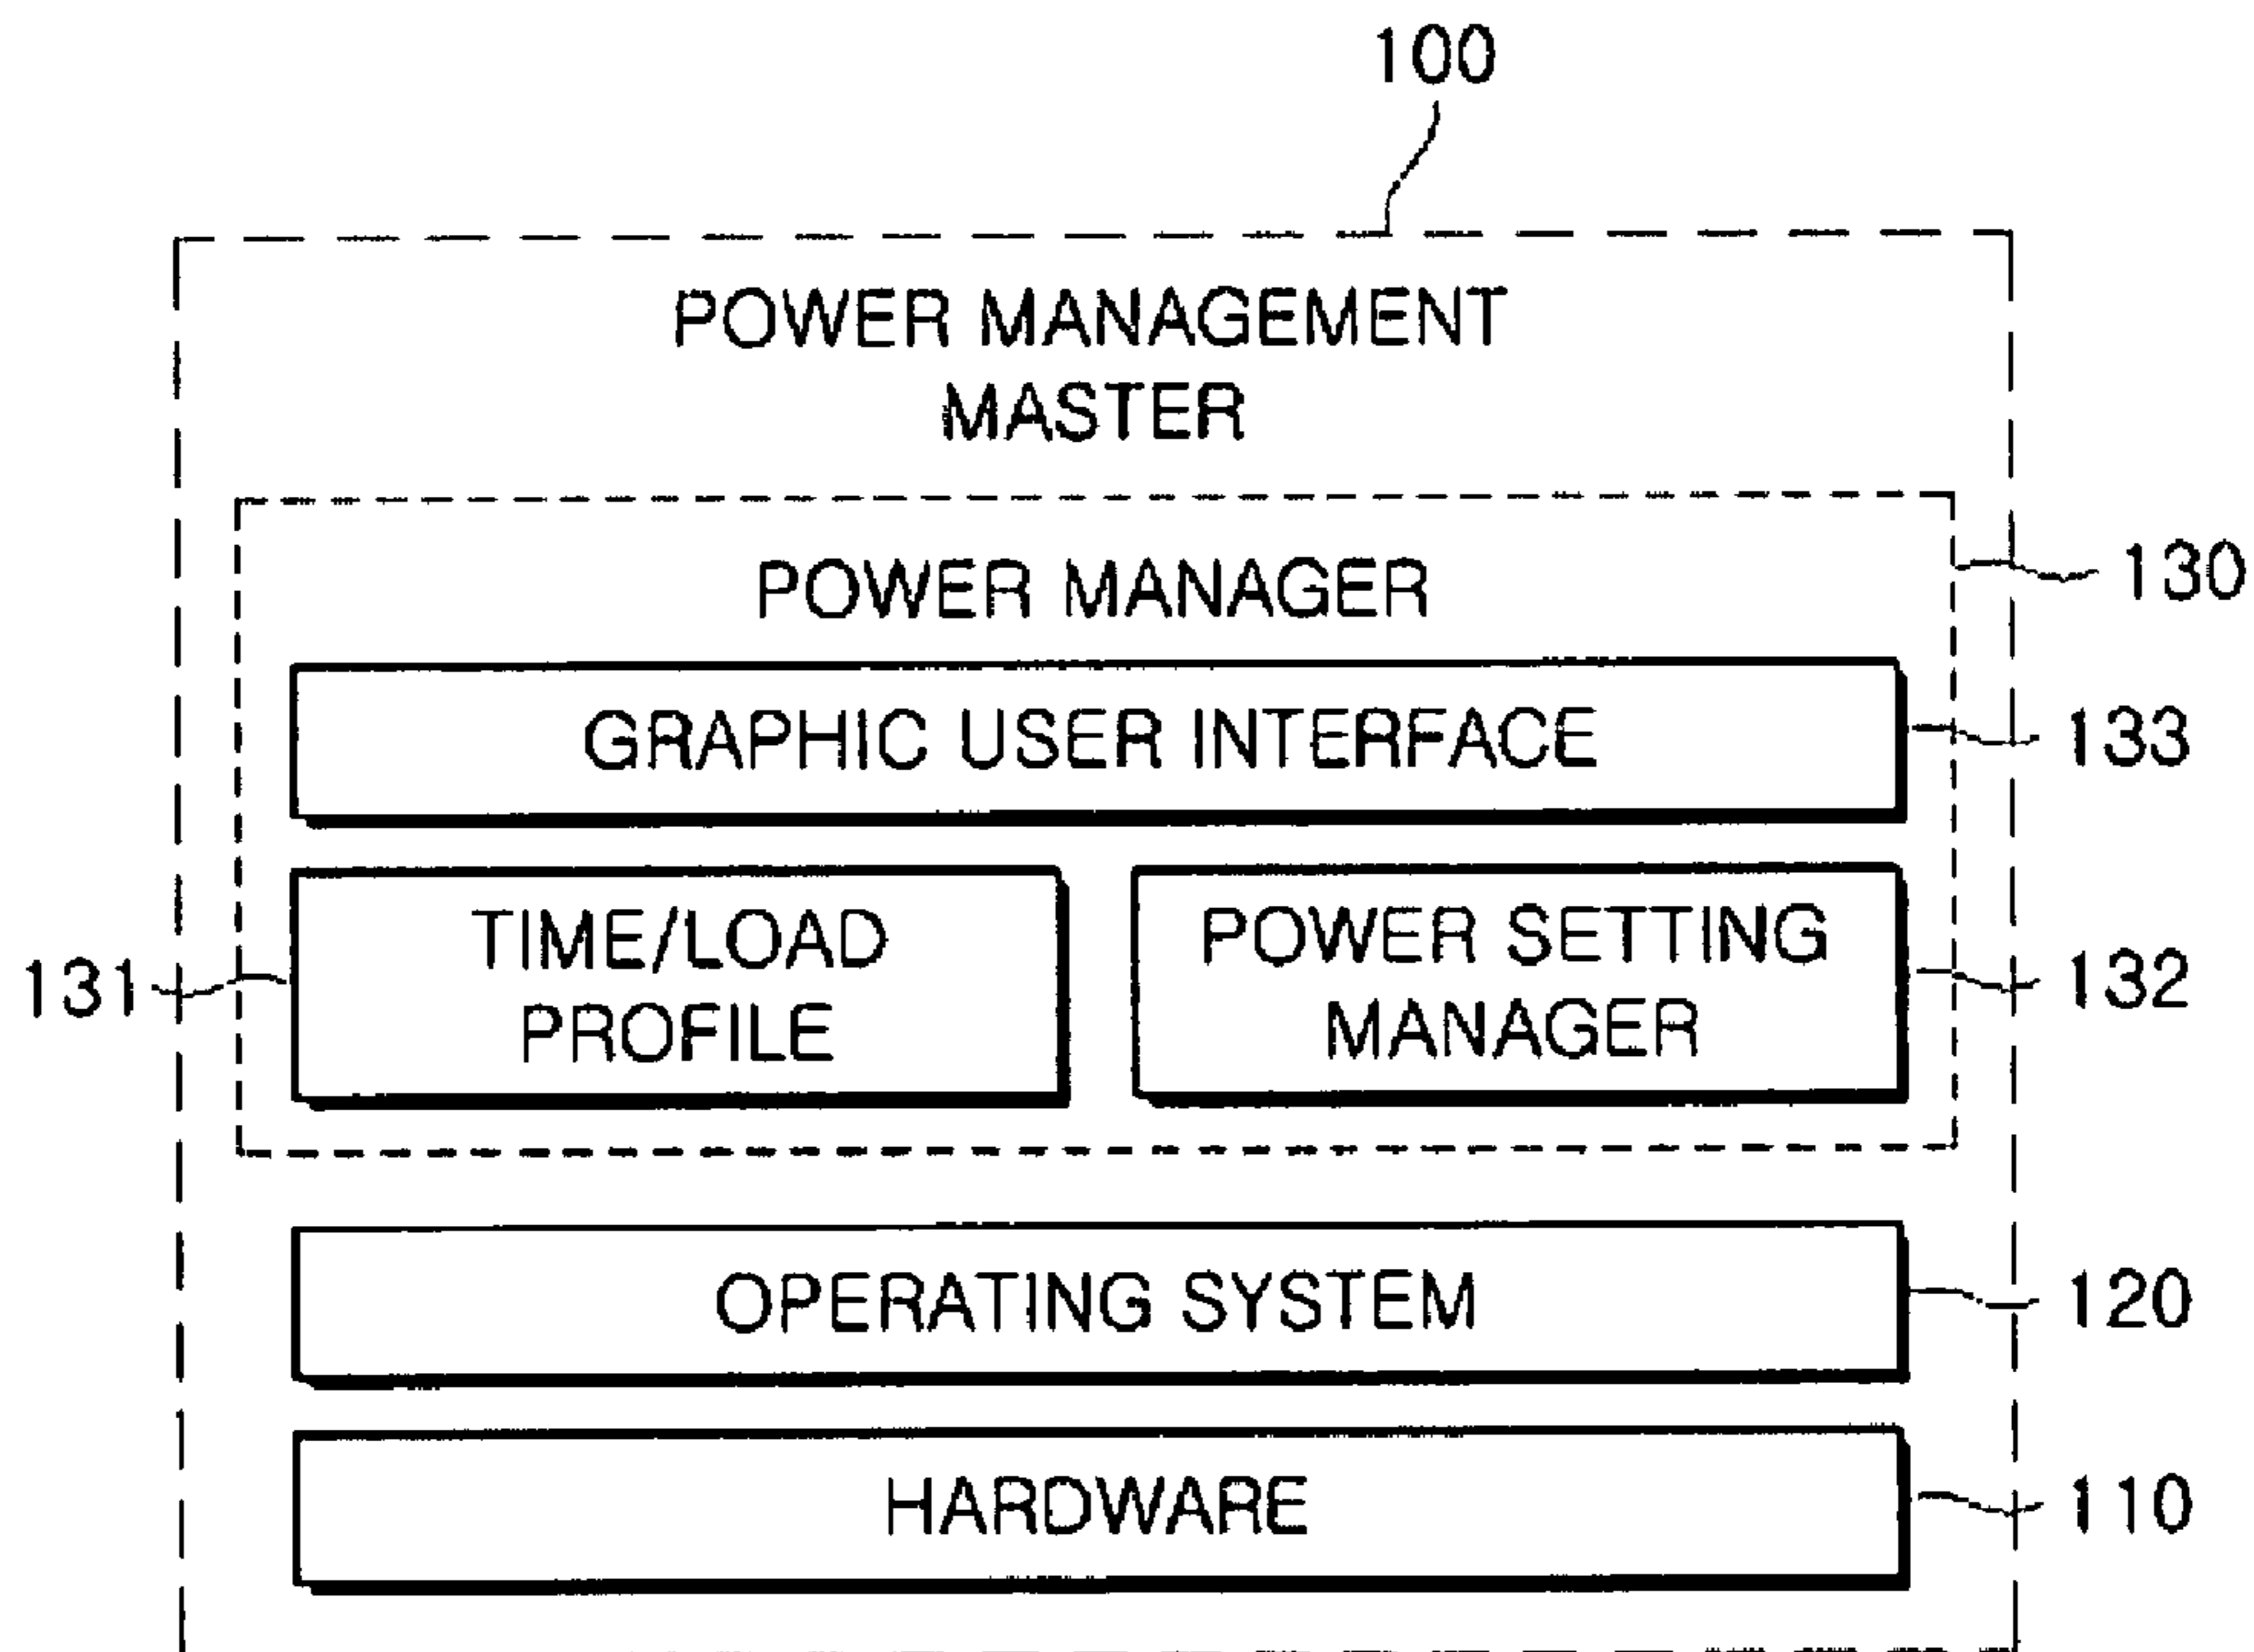 100
POWER MANAGEMENT
MASTER
POWER MANAGER
130
GRAPHIC USER INTERFACE
133
131
TIME/LOAD
PROFILE
POWER SETTING
MANAGER
132
OPERATING SYSTEM
120
HARDWARE
110